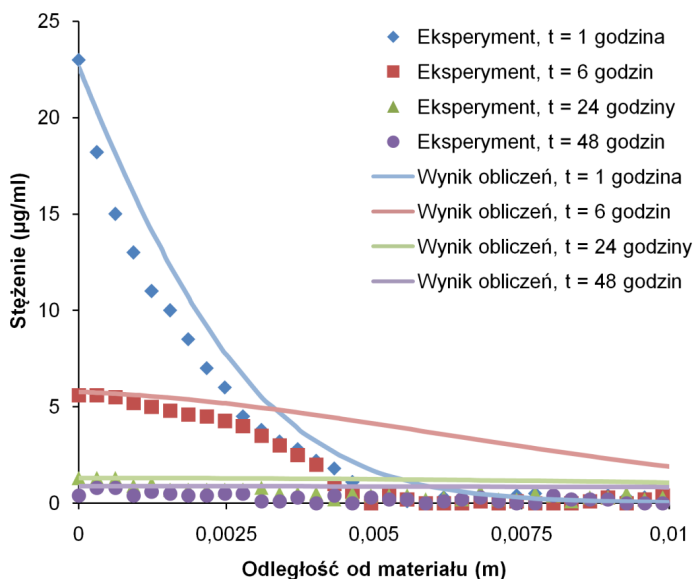 25
20
15
10
5
0
Stężenie (µg/ml)
Eksperyment, t = 1 godzina
Eksperyment, t = 6 godzin
Eksperyment, t = 24 godziny
Eksperyment, t = 48 godzin
Wynik obliczeń, t = 1 godzina
Wynik obliczeń, t = 6 godzin
Wynik obliczeń, t = 24 godziny
Wynik obliczeń, t = 48 godzin
0 0,0025 0,005 0,0075 0,01
Odległość od materiału (m)